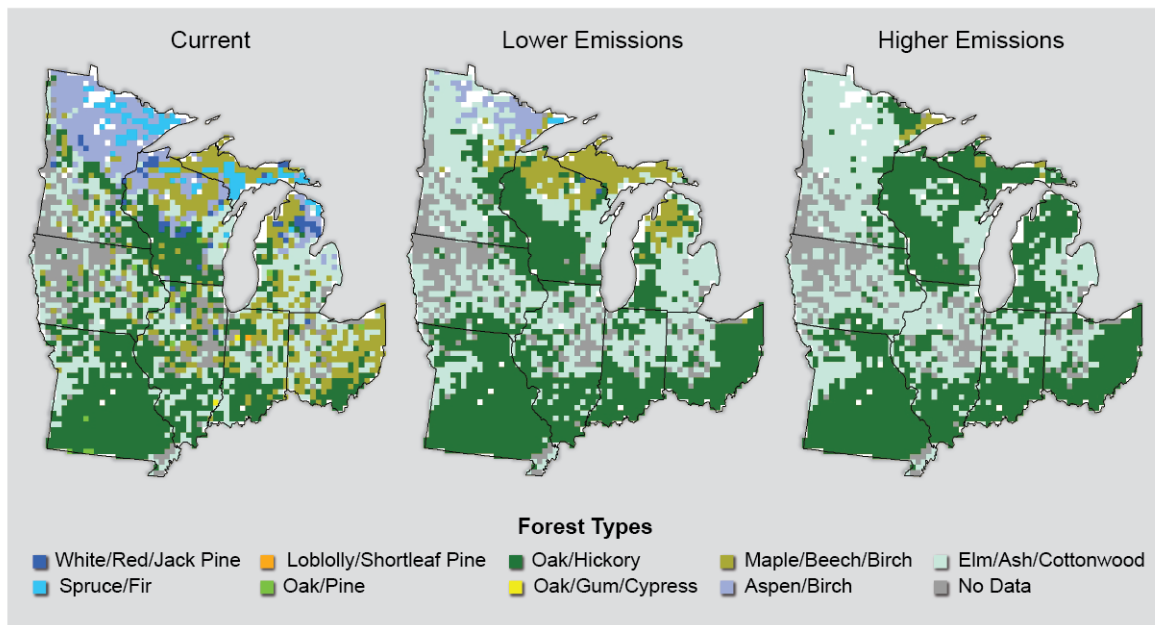 Current
Lower Emissions
Higher Emissions
Forest Types
White/Red/Jack Pine
Loblolly/Shortleaf Pine
Oak/Hickory
Maple/Beech/Birch
Elm/Ash/Cottonwood
Spruce/Fir
Oak/Pine
Oak/Gum/Cypress
Aspen/Birch
No Data